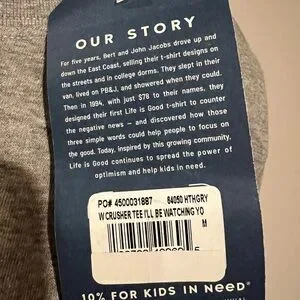 OUR STORY
For five years, Bert and John Jacobs drove up and
down the East Coast, selling their t-shirt designs on
the streets and in college dorms. They slept in their
van, lived on PB&J, and showered when they could.
Then in 1994, with just $78 to their names, they
designed their first Life is Good t-shirt to counter
the negative news – and discovered how those
three simple words could help people to focus on
the good. Today, inspired by this growing community,
Life is Good continues to spread the power of
optimism and help kids in need.
PO# 4500031887 64050 HTHGRY
W CRUSHER TEE I'LL BE WATCHING YO
M
10% FOR KIDS IN NeeD®